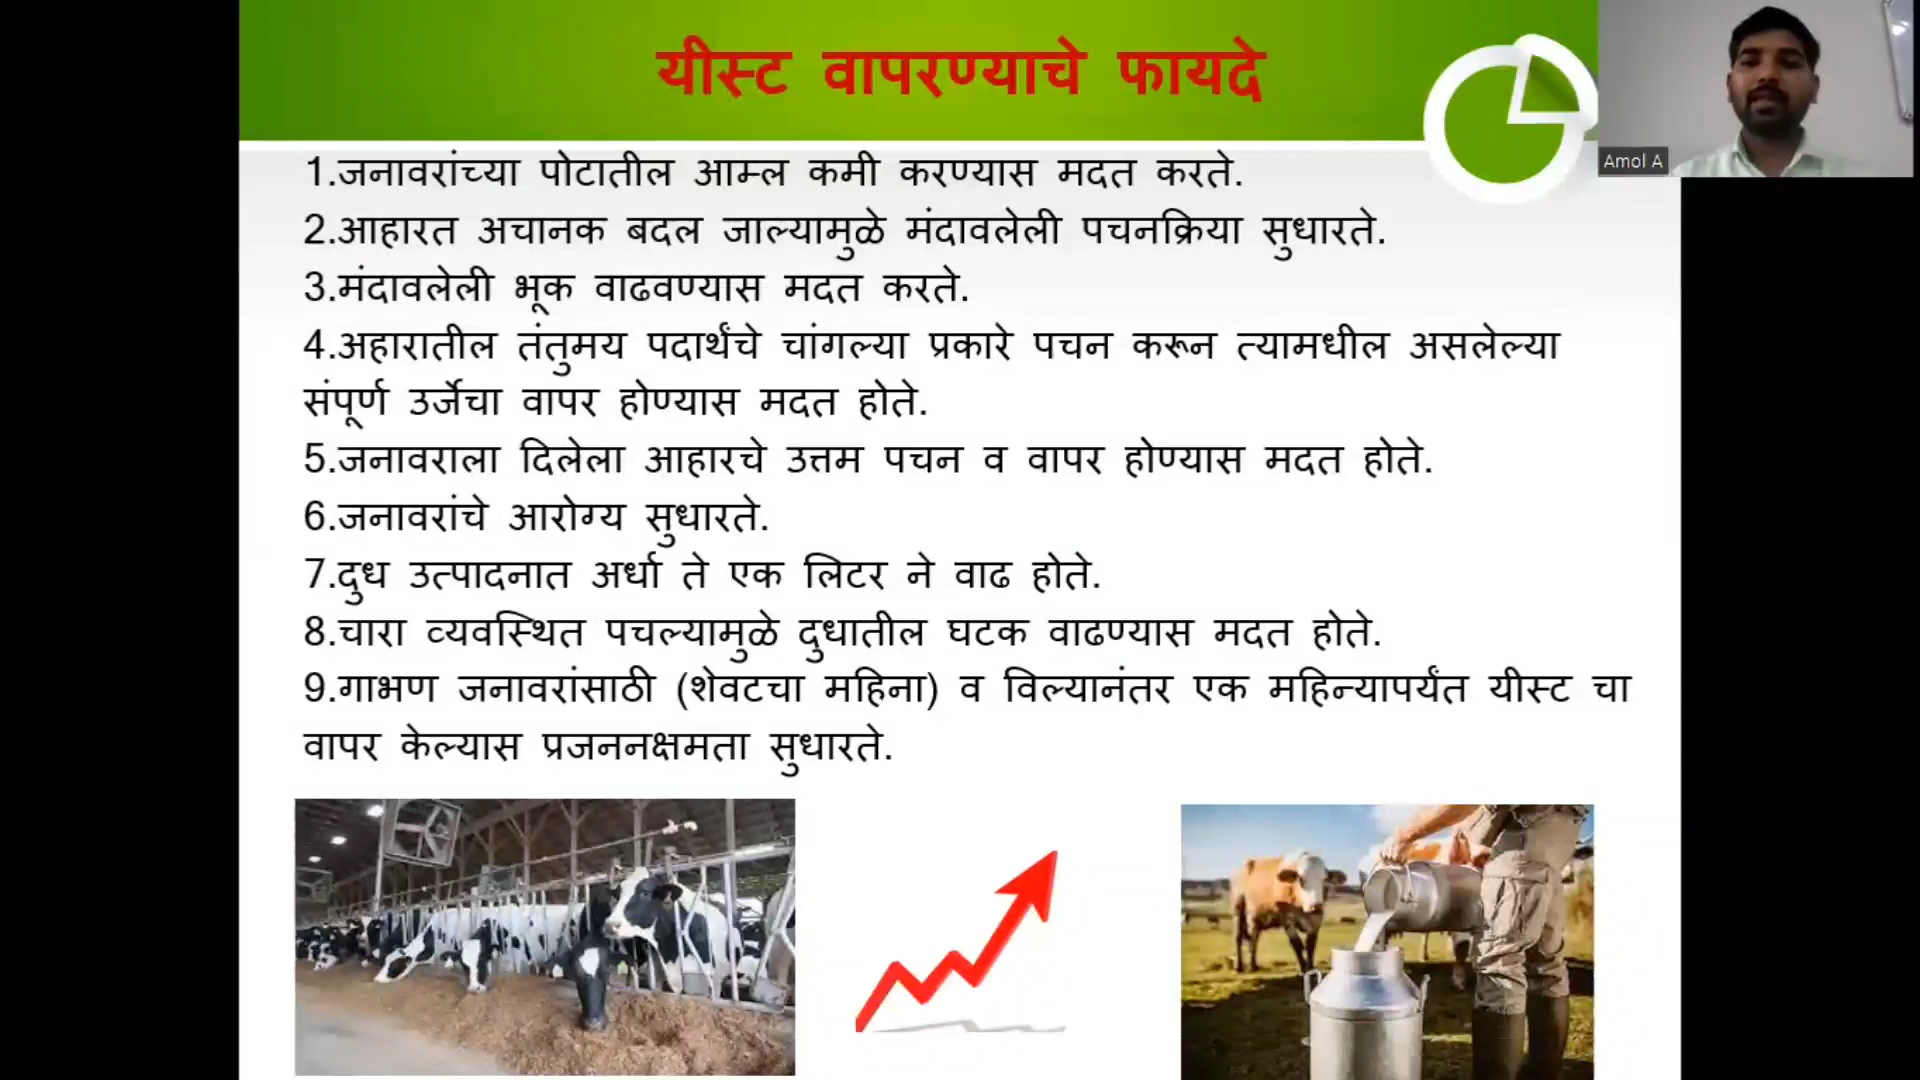 यीस्ट वापरण्याचे फायदे
1.जनावरांच्या पोटातील आम्ल कमी करण्यास मदत करते.
2.आहारत अचानक बदल जाल्यामुळे मंदावलेली पचनक्रिया सुधारते.
3.मंदावलेली भूक वाढवण्यास मदत करते.
4.अहारातील तंतुमय पदार्थंचे चांगल्या प्रकारे पचन करून त्यामधील असलेल्या
संपूर्ण उर्जेचा वापर होण्यास मदत होते.
5.जनावराला दिलेला आहारचे उत्तम पचन व वापर होण्यास मदत होते.
6.जनावरांचे आरोग्य सुधारते.
7.दुध उत्पादनात अर्धा ते एक लिटर ने वाढ होते.
8.चारा व्यवस्थित पचल्यामुळे दुधातील घटक वाढण्यास मदत होते.
9.गाभण जनावरांसाठी (शेवटचा महिना) व विल्यानंतर एक महिन्यापर्यंत यीस्ट चा
वापर केल्यास प्रजननक्षमता सुधारते.
Amol A